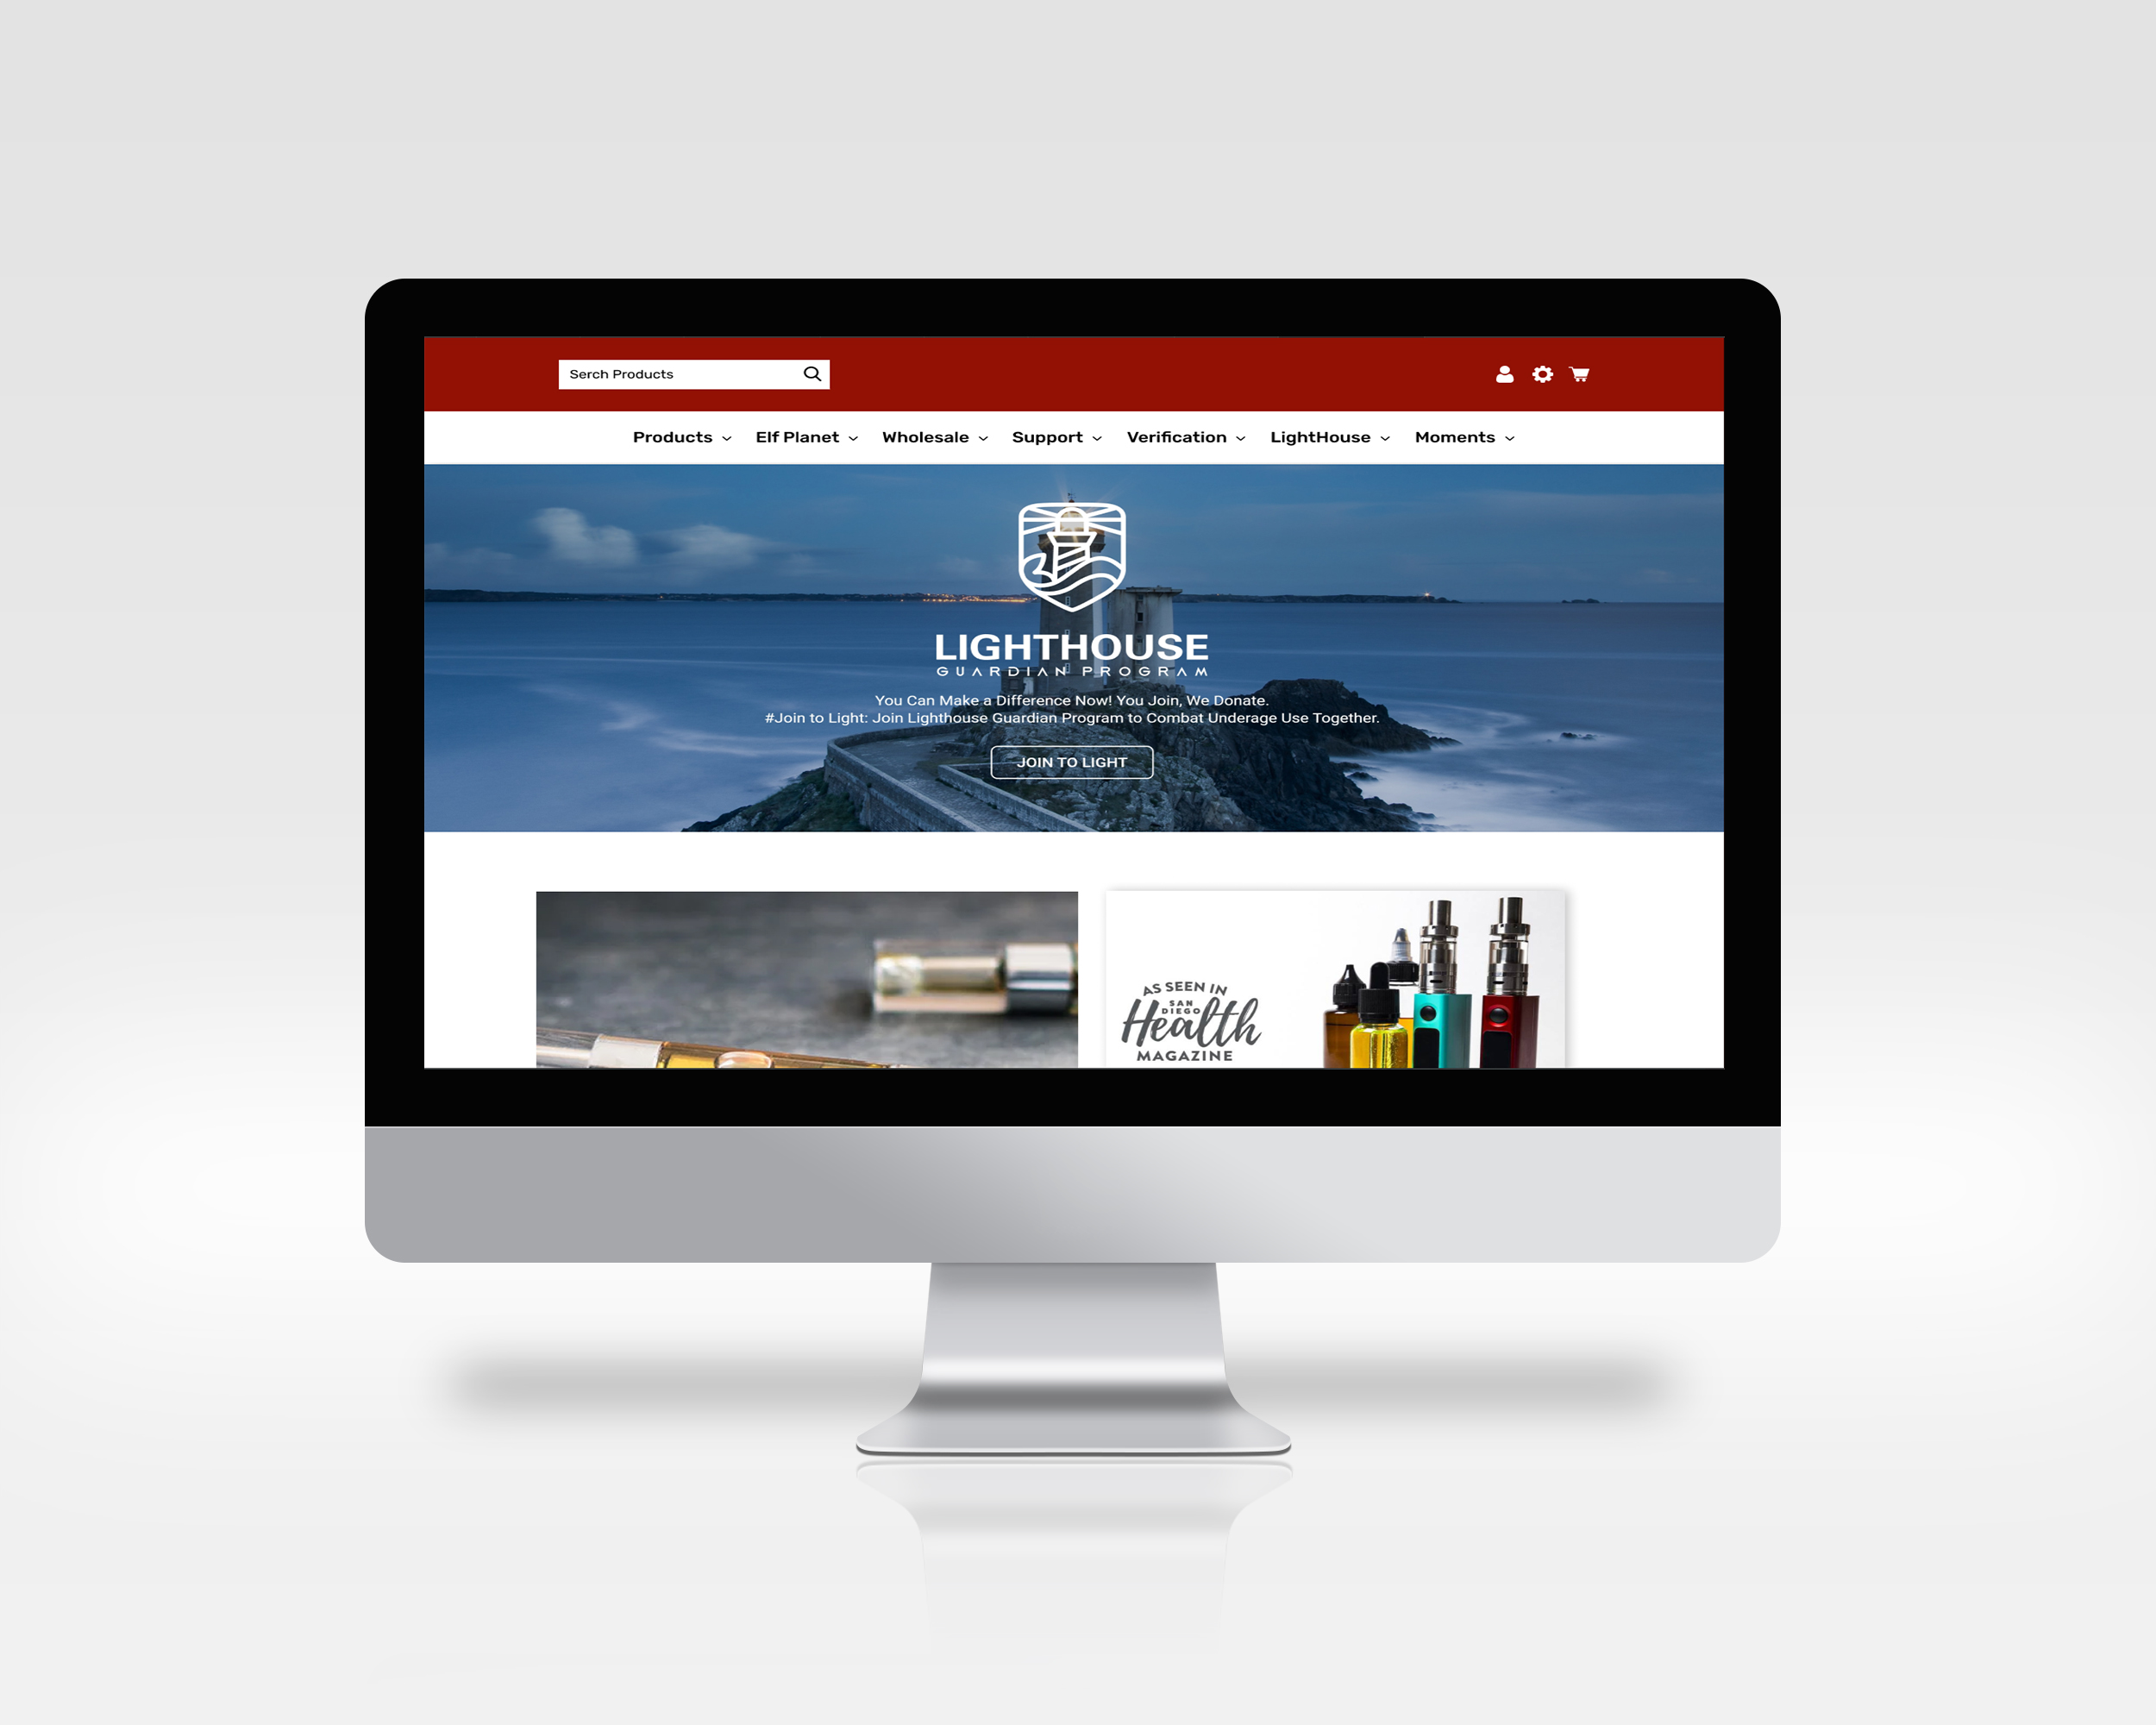 Serch Products
Products Elf Planet Wholesale Support Verification LightHouse Moments
LIGHTHOUSE
GUARDIAN PROGRAM
You Can Make a Difference Now! You Join, We Donate.
#Join to Light: Join Lighthouse Guardian Program to Combat Underage Use Together.
JOIN TO LIGHT
AS SEEN IN
SAN
DIEGO
Health
MAGAZINE